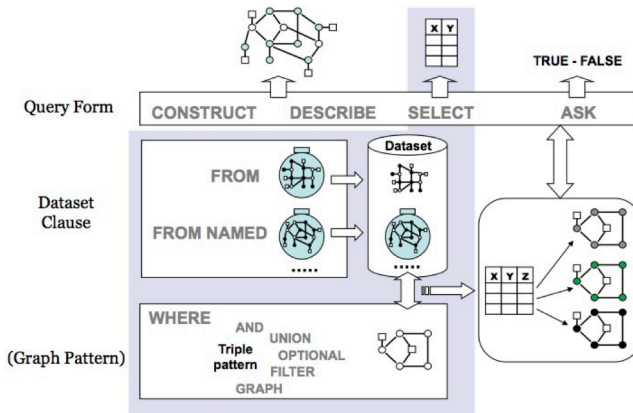 X Y
TRUE - FALSE
Query Form
CONSTRUCT DESCRIBE SELECT ASK
Dataset
FROM
Dataset
Clause
FROM NAMED
.....
.....
X Y Z
WHERE
AND
UNION
Triple
pattern
OPTIONAL
FILTER
GRAPH
(Graph Pattern)